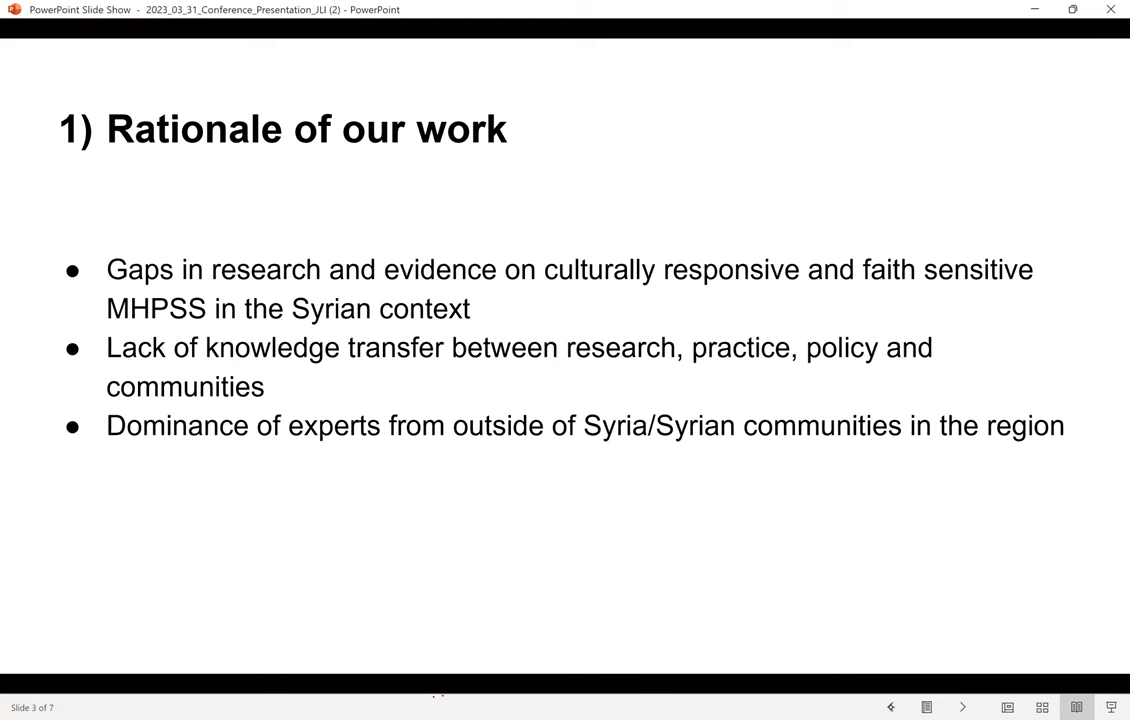 PowerPoint Slide Show - 2023_03_31_Conference_Presentation_JLI (2) - PowerPoint
1) Rationale of our work
● Gaps in research and evidence on culturally responsive and faith sensitive
MHPSS in the Syrian context
● Lack of knowledge transfer between research, practice, policy and
communities
● Dominance of experts from outside of Syria/Syrian communities in the region
Slide 3 of 7